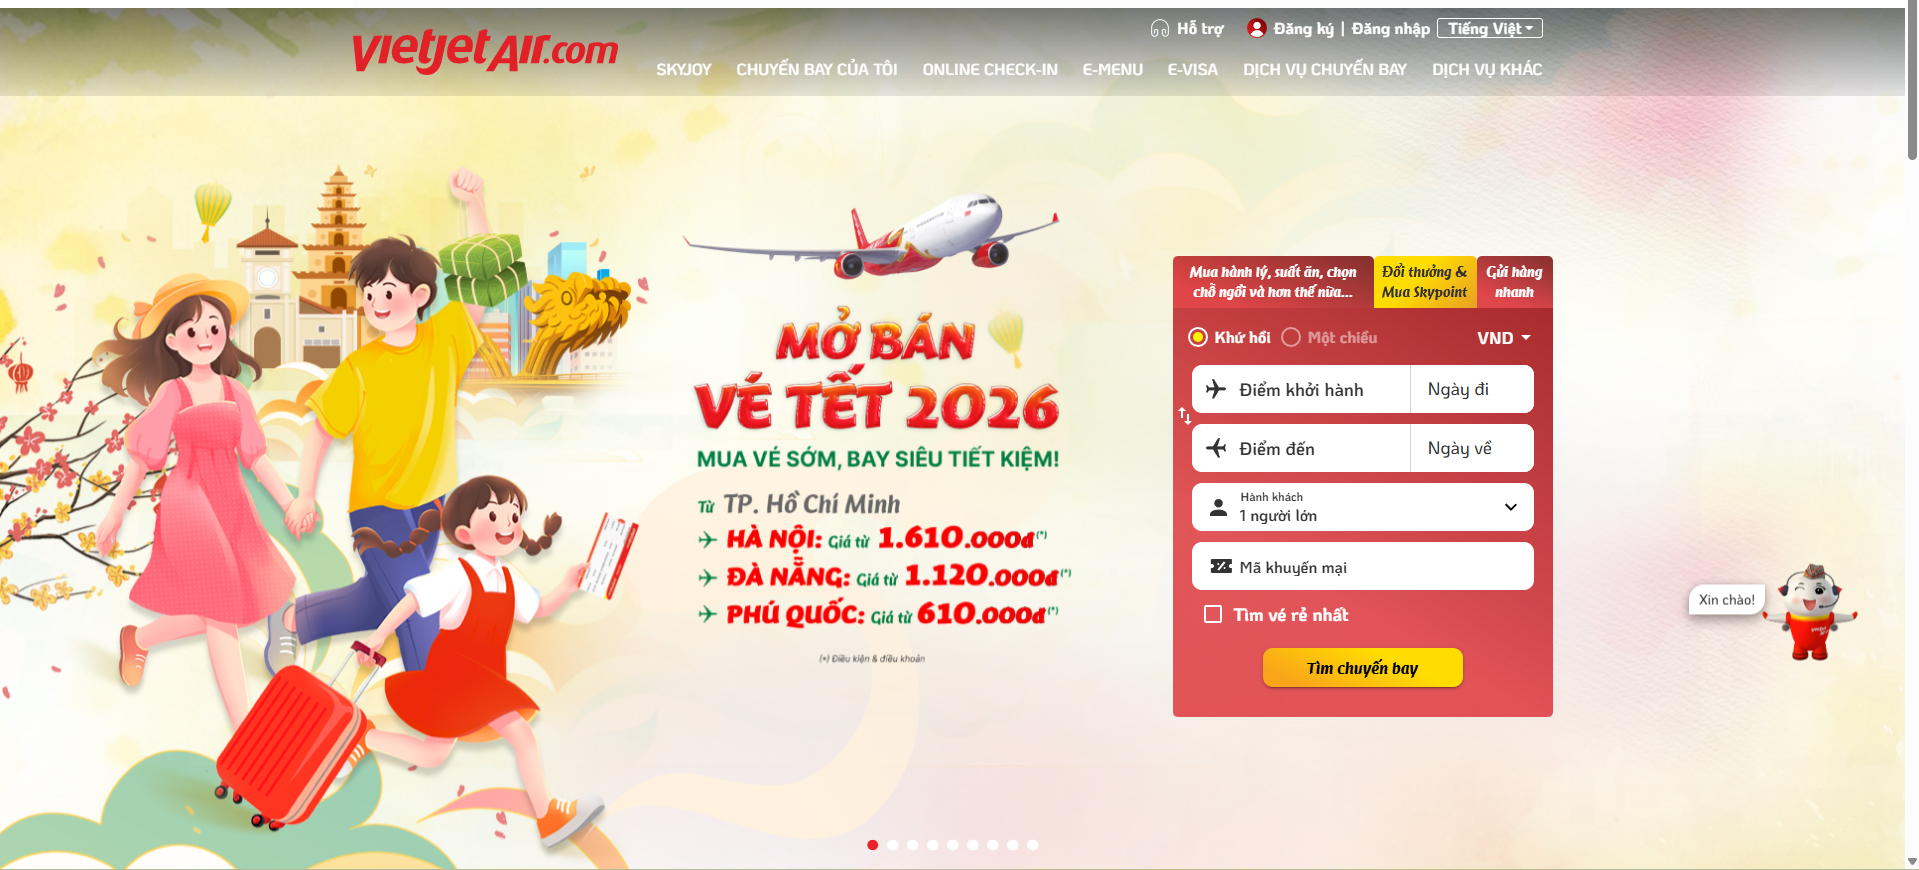 vietjetAir.com
Hỗ trợ
Đăng ký | Đăng nhập
Tiếng Việt
SKYJOY
CHUYẾN BAY CỦA TÔI
ONLINE CHECK-IN
E-MENU
E-VISA
DỊCH VỤ CHUYẾN BAY
DỊCH VỤ KHÁC
MỞ BÁN
VÉ TẾT 2026
MUA VÉ SỚM, BAY SIÊU TIẾT KIỆM!
Từ TP. Hồ Chí Minh
HÀ NỘI: Giá từ 1.610.000đ(*)
ĐÀ NẴNG: Giá từ 1.120.000đ(*)
PHÚ QUỐC: Giá từ 610.000đ(*)
(*) Điều kiện & điều khoản
Mua hành lý, suất ăn, chọn
chỗ ngồi và hơn thế nữa...
Đổi thưởng &
Mua Skypoint
Gửi hàng
nhanh
Khứ hồi
Một chiều
VND
Điểm khởi hành
Ngày đi
Điểm đến
Ngày về
Hành khách
1 người lớn
Mã khuyến mại
Tìm vé rẻ nhất
Tìm chuyến bay
Xin chào!